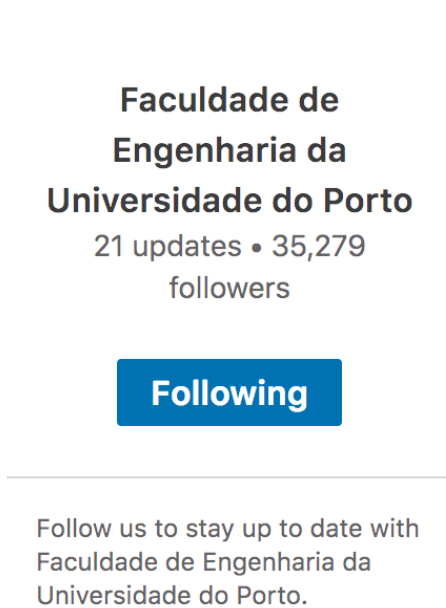 Faculdade de
Engenharia da
Universidade do Porto
21 updates • 35,279
followers
Following
Follow us to stay up to date with
Faculdade de Engenharia da
Universidade do Porto.